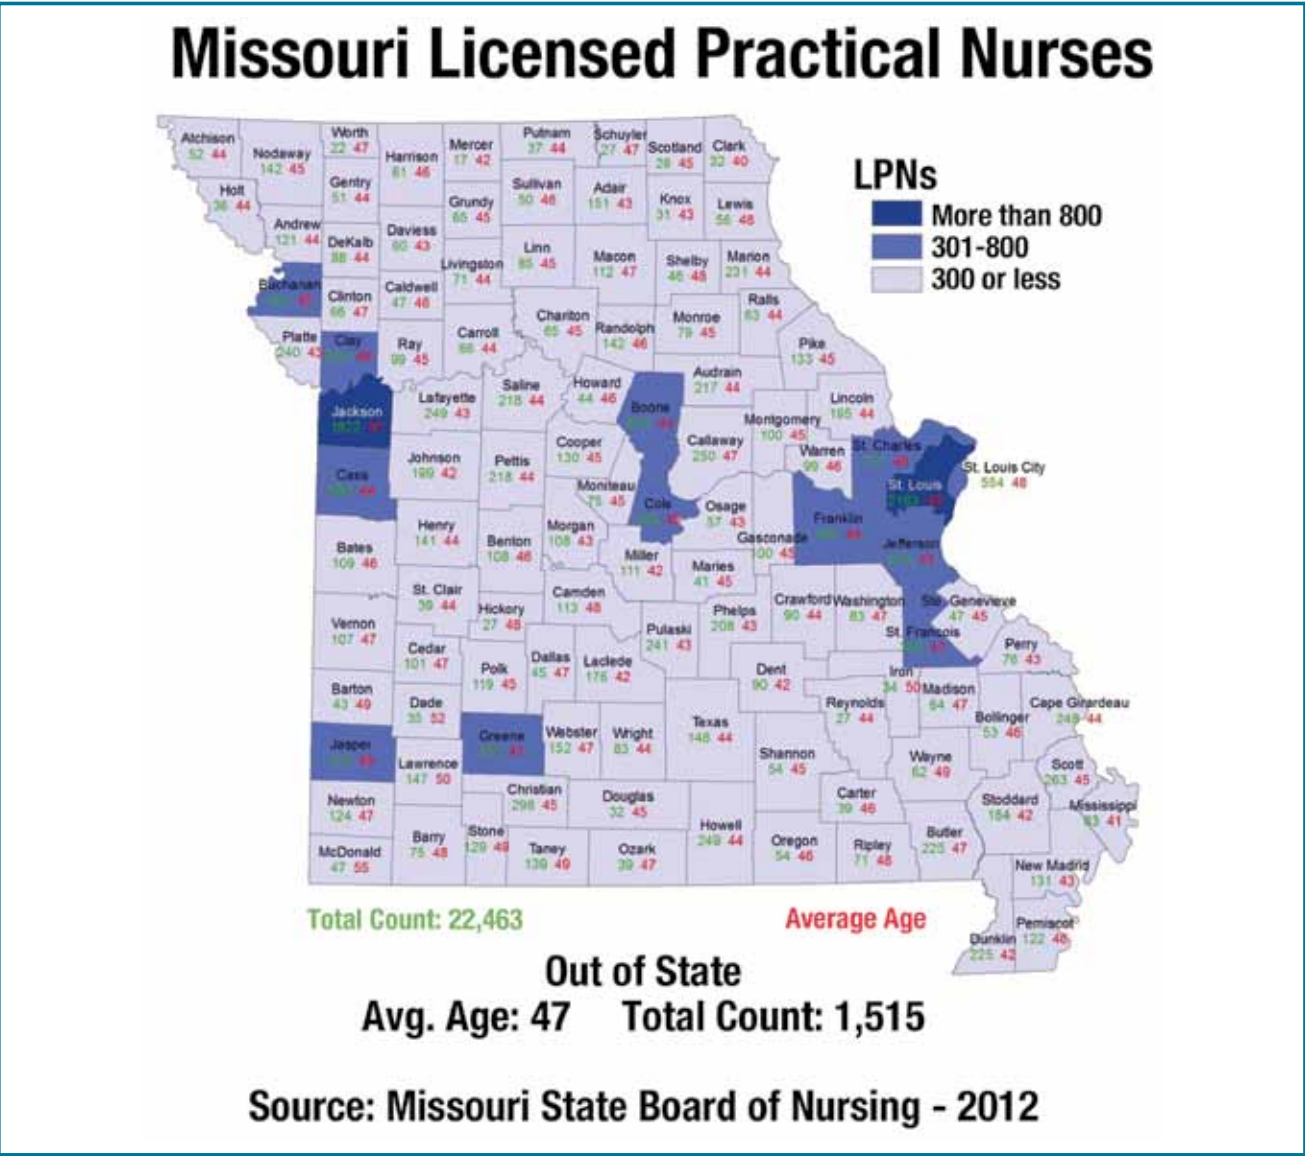 Missouri Licensed Practical Nurses
LPNs
More than 800
301-800
300 or less
Atchison
52 44
Nodaway
142 45
Worth
22 47
Harrison
61 46
Mercer
17 42
Putnam
37 44
Schuyler
27 47
Scotland
28 45
Clark
32 40
Holt
36 44
Gentry
51 44
Sullivan
Adair
151 43
Knox
31 43
Lewis
Andrew
121 44
DeKalb
88 44
Daviess
60 43
Grundy
65 45
Livingston
71 44
Linn
85 45
Macon
112 47
Shelby
46 48
Marion
231 44
Buchanan
Clinton
66 47
Caldwell
Carroll
66 44
Chariton
65 45
Randolph
142 46
Monroe
79 45
Ralls
63 44
Platte
240 43
Clay
Ray
99 45
Pike
133 45
Jackson
Lafayette
249 43
Saline
218 44
Howard
44 46
Boone
Audrain
217 44
Montgomery
100 45
Lincoln
195 44
Cass
Johnson
199 42
Pettis
218 44
Cooper
130 45
Moniteau
75 45
Cole
Callaway
250 47
Warren
99 46
St. Charles
St. Louis
St. Louis City
554 48
Bates
109 46
Henry
141 44
Benton
108 46
Morgan
108 43
Miller
111 42
Osage
57 43
Gasconade
100 45
Franklin
Jefferson
Maries
41 45
Vernon
107 47
St. Clair
39 44
Hickory
27 48
Camden
113 48
Pulaski
241 43
Phelps
208 43
Crawford
90 44
Washington
83 47
Ste. Genevieve
47 45
St. Francois
Perry
76 43
Cedar
101 47
Polk
119 45
Dallas
45 47
Laclede
176 42
Dent
90 42
Iron
34 50
Madison
64 47
Bollinger
53 46
Cape Girardeau
249 44
Barton
43 49
Dade
35 52
Jasper
Greene
Webster
152 47
Wright
83 44
Texas
148 44
Reynolds
27 44
Shannon
54 45
Wayne
62 49
Scott
263 45
Lawrence
147 50
Newton
124 47
Christian
298 45
Douglas
32 45
Carter
39 46
Stoddard
184 42
Mississippi
McDonald
47 55
Barry
75 48
Stone
129 49
Taney
139 49
Ozark
39 47
Howell
249 44
Oregon
54 46
Ripley
71 48
Butler
225 47
New Madrid
131 43
Pemiscot
Dunklin
225 42
Total Count: 22,463
Average Age
Out of State
Avg. Age: 47 Total Count: 1,515
Source: Missouri State Board of Nursing - 2012